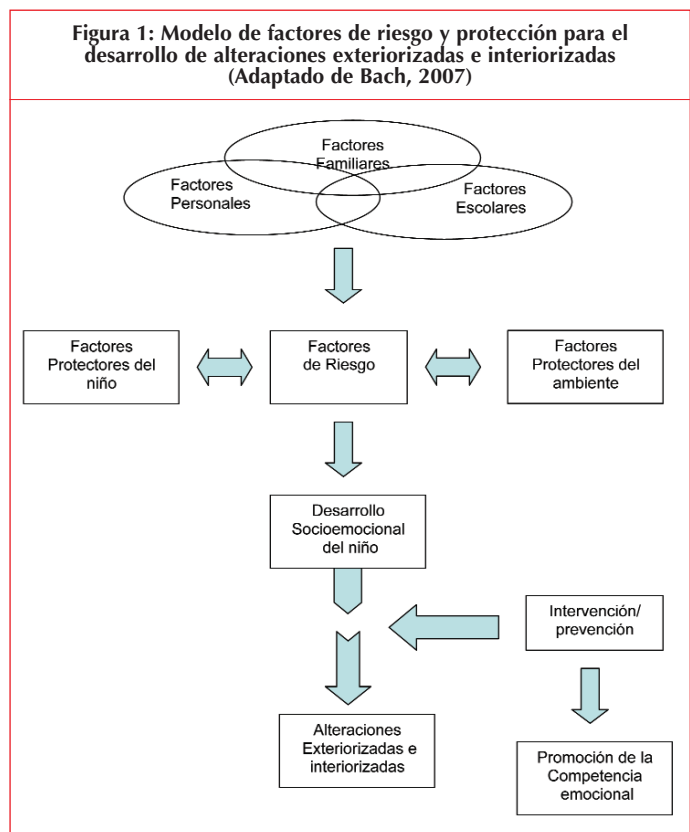 Figura 1: Modelo de factores de riesgo y protección para el
desarrollo de alteraciones exteriorizadas e interiorizadas
(Adaptado de Bach, 2007)
Factores
Familiares
Factores
Personales
Factores
Escolares
Factores
Protectores del
niño
Factores
de Riesgo
Factores
Protectores del
ambiente
Desarrollo
Socioemocional
del niño
Intervención/
prevención
Alteraciones
Exteriorizadas e
interiorizadas
Promoción de la
Competencia
emocional